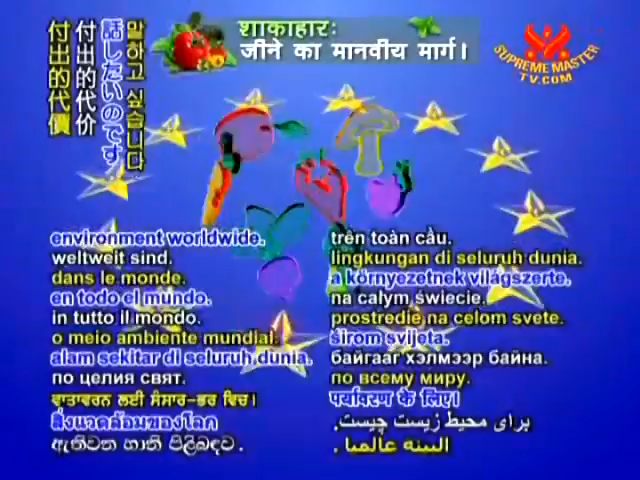 付出的代價
付出的代价
話したいのです
말하고 싶습니다
शाकाहारः
जीने का मानवीय मार्ग।
SUPREME MASTER
TV.COM
environment worldwide.
weltweit sind.
dans le monde.
en todo el mundo.
in tutto il mondo.
o meio ambiente mundial.
alam sekitar di seluruh dunia.
по целия свят.
ਵਾਤਾਵਰਨ ਲਈ ਸੰਸਾਰ-ਭਰ ਵਿਚ।
สิ่งแวดล้อมของโลก
ඇතිවන හානි පිළිබඳව.
trên toàn cầu.
lingkungan di seluruh dunia.
a környezetnek világszerte.
na całym świecie.
prostredie na celom svete.
širom svijeta.
байгааг хэлмээр байна.
по всему миру.
पर्यावरण के लिए।
برای محیط زیست چیست.
البيئه عالميا .